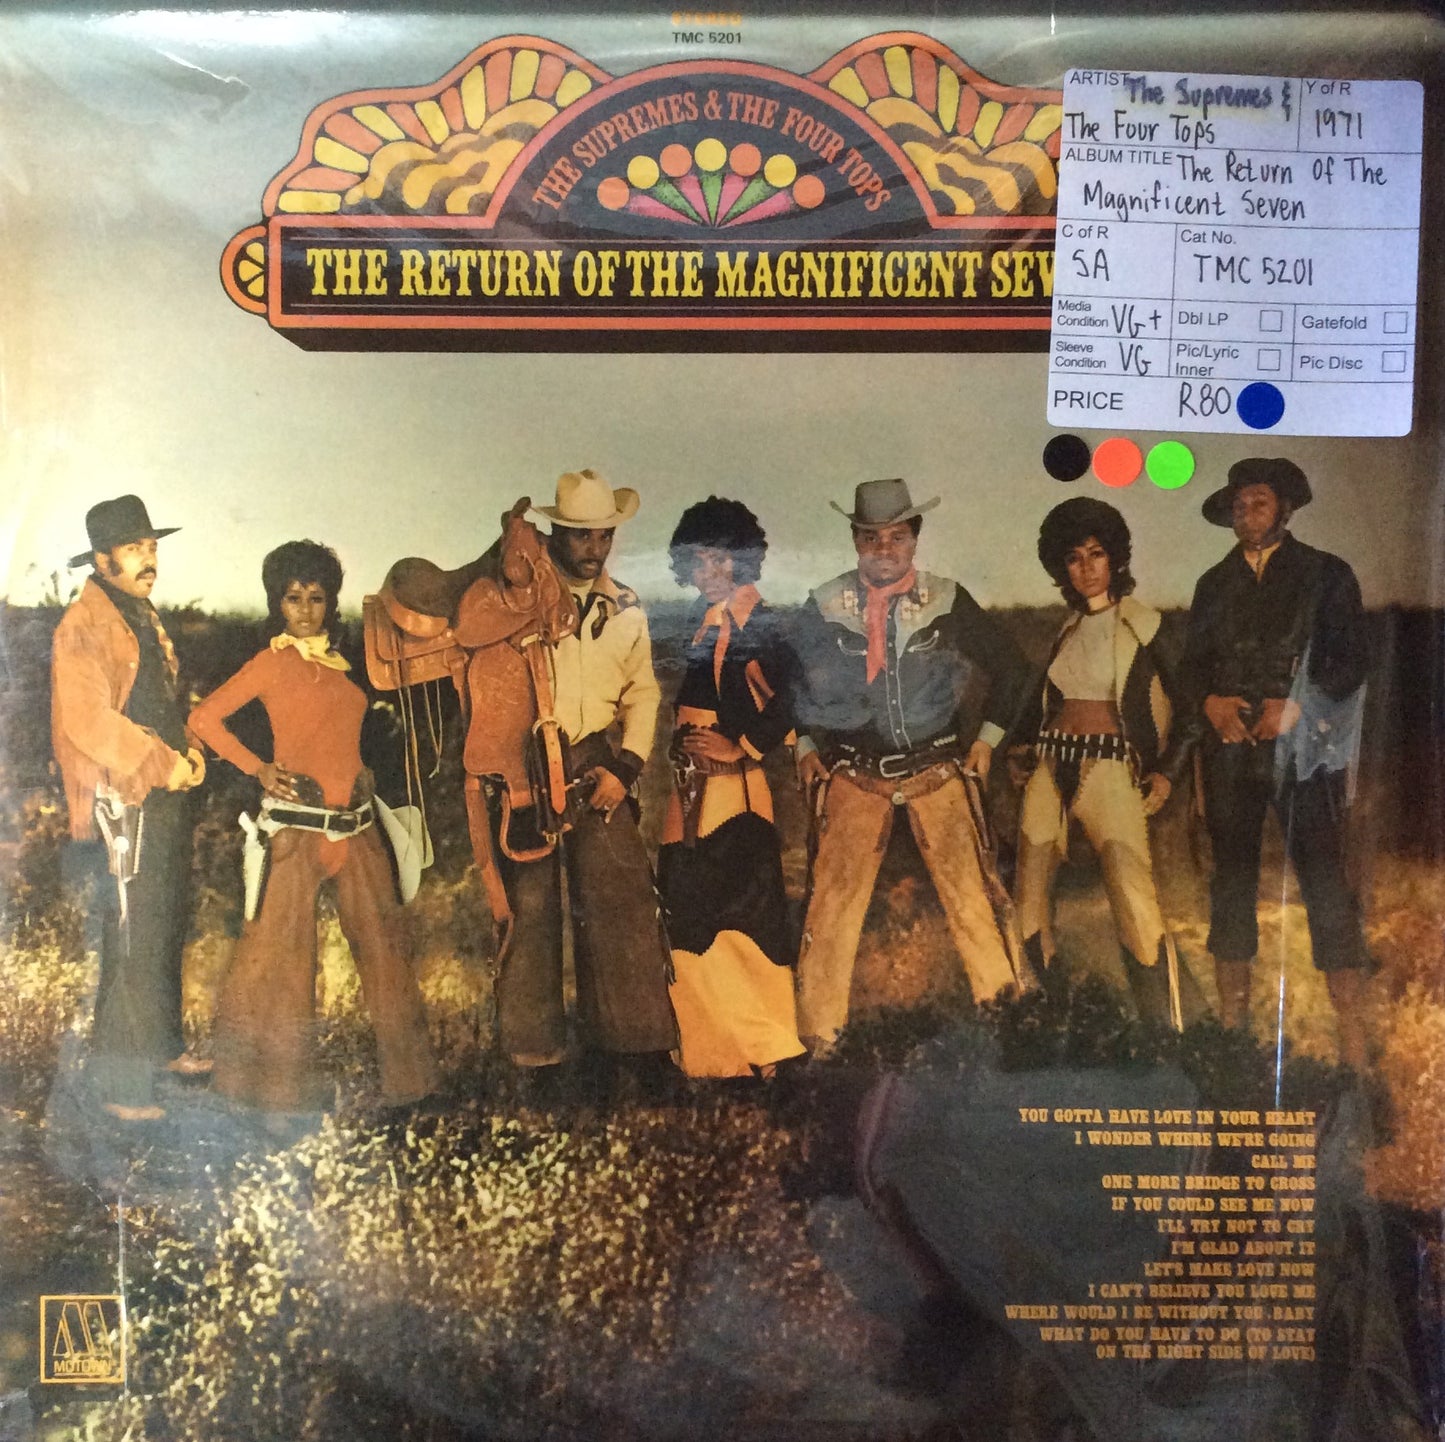 STEREO
TMC 5201
THE SUPREMES & THE FOUR TOPS
THE RETURN OF THE MAGNIFICENT SEV
ARTIST The Supremes &
The Four Tops
Y of R
1971
ALBUM TITLE The Return Of The
Magnificent Seven
C of R
SA
Cat No.
TMC 5201
Media
Condition VG+
Dbl LP
Gatefold
Sleeve
Condition VG
Pic/Lyric
Inner
Pic Disc
PRICE R80
YOU GOTTA HAVE LOVE IN YOUR HEART
I WONDER WHERE WE'RE GOING
CALL ME
ONE MORE BRIDGE TO CROSS
IF YOU COULD SEE ME NOW
I'LL TRY NOT TO CRY
I'M GLAD ABOUT IT
LET'S MAKE LOVE NOW
I CAN'T BELIEVE YOU LOVE ME
WHERE WOULD I BE WITHOUT YOU BABY
WHAT DO YOU HAVE TO DO (TO STAY
ON THE RIGHT SIDE OF LOVE)
MOTOWN